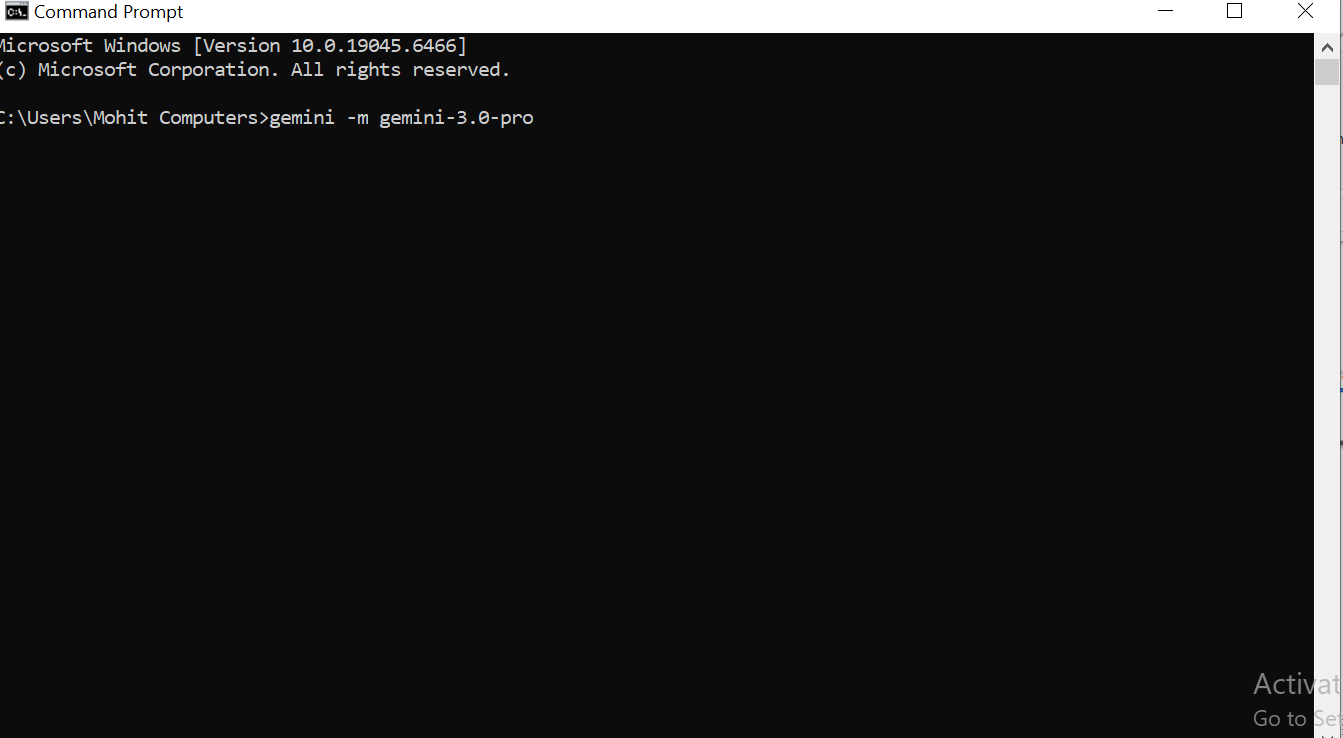 Command Prompt
Microsoft Windows [Version 10.0.19045.6466]
(c) Microsoft Corporation. All rights reserved.
C:\Users\Mohit Computers>gemini -m gemini-3.0-pro
Activat
Go to Set